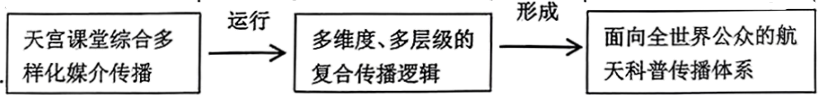 天宫课堂综合多
样化媒介传播
运行
多维度、多层级的
复合传播逻辑
形成
面向全世界公众的航
天科普传播体系